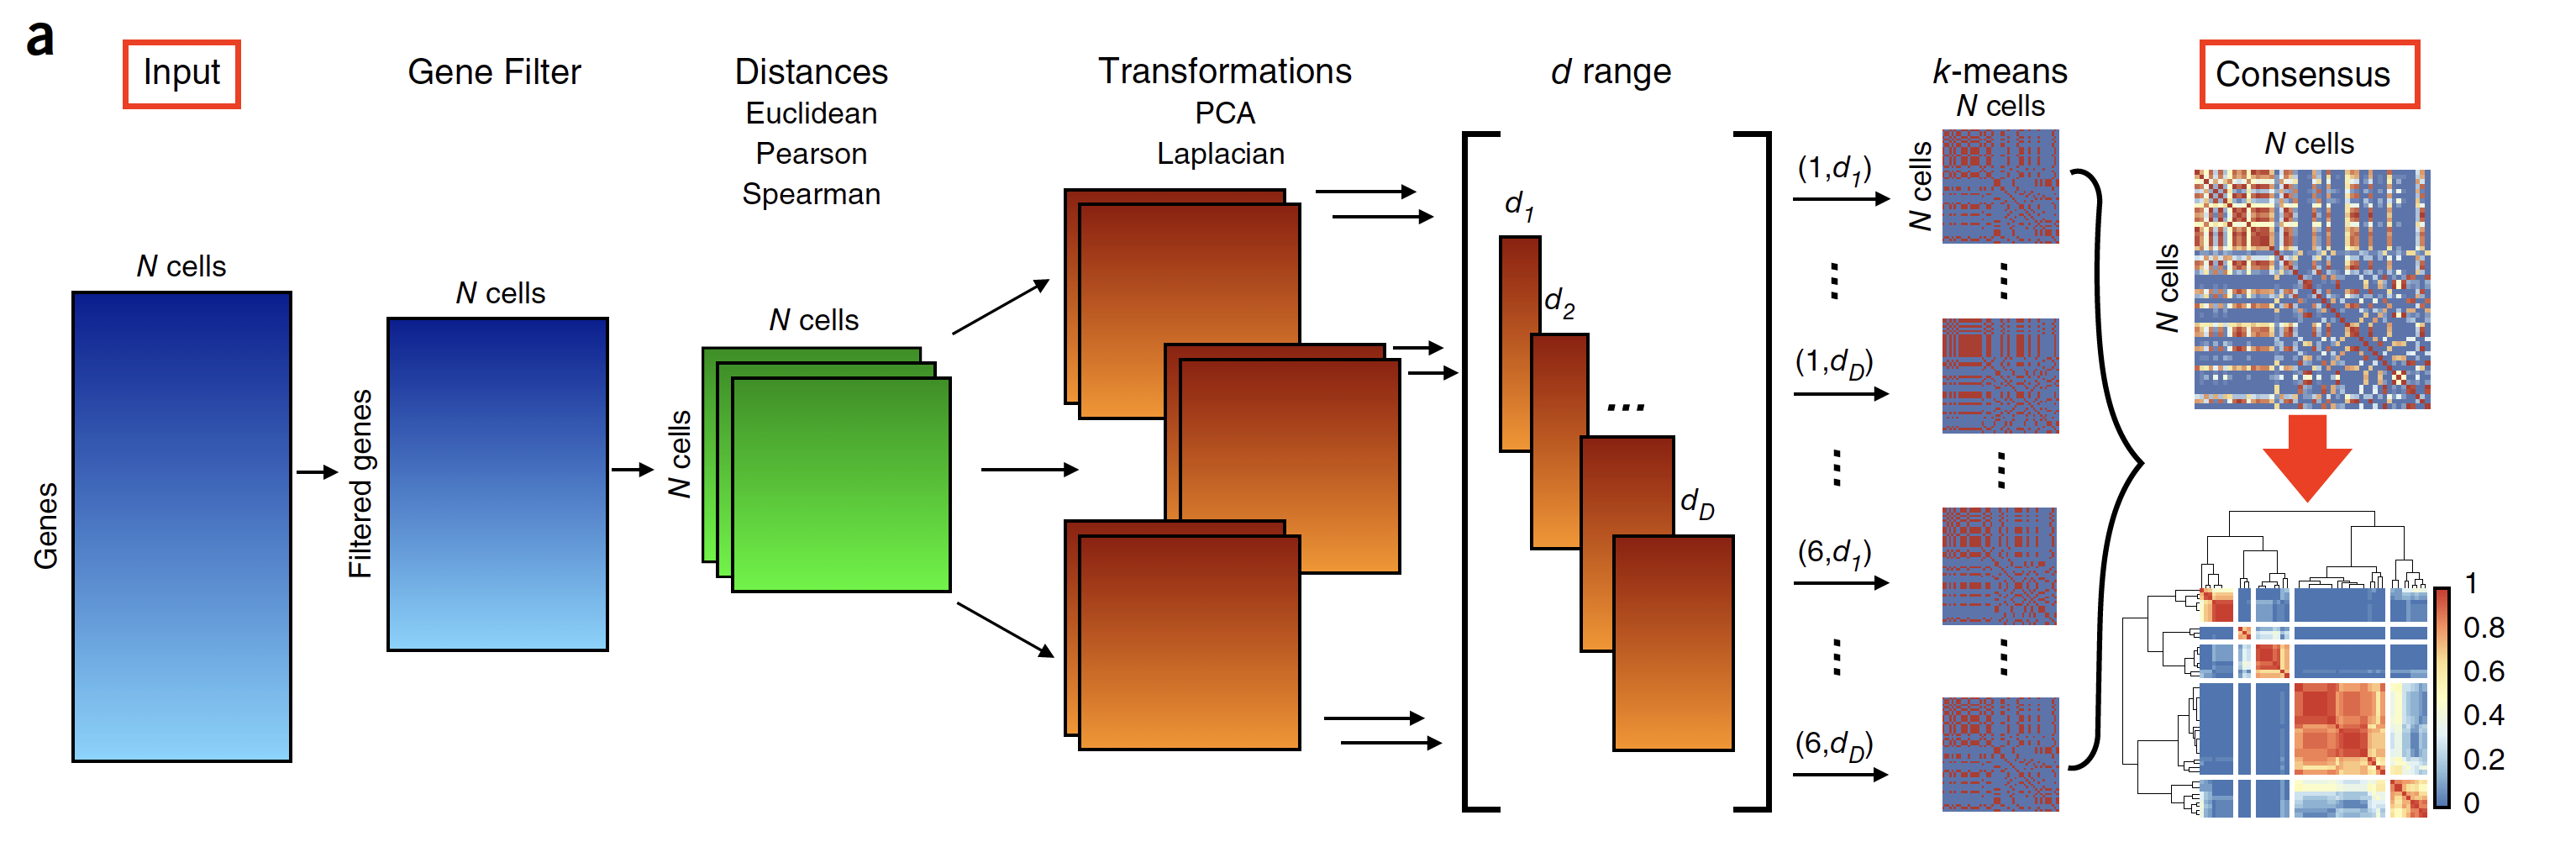 a
Input
Gene Filter
Distances
Euclidean
Pearson
Spearman
Transformations
PCA
Laplacian
d range
k-means
N cells
Consensus
N cells
Genes
N cells
Filtered genes
N cells
N cells
N cells
d1
d2
...
dD
(1,d1)
(1,dD)
(6,d1)
(6,dD)
N cells
N cells
1
0.8
0.6
0.4
0.2
0